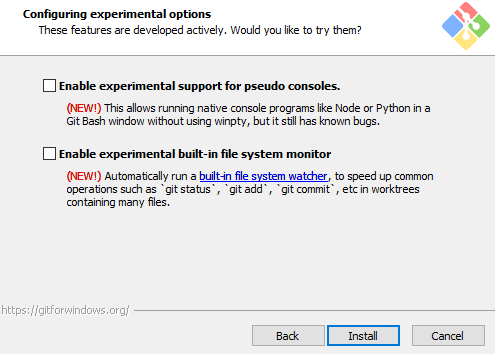 Configuring experimental options
These features are developed actively. Would you like to try them?
Enable experimental support for pseudo consoles.
(NEW!) This allows running native console programs like Node or Python in a
Git Bash window without using winpty, but it still has known bugs.
Enable experimental built-in file system monitor
(NEW!) Automatically run a built-in file system watcher, to speed up common
operations such as `git status`, `git add`, `git commit`, etc in worktrees
containing many files.
https://gitforwindows.org/
Back Install Cancel